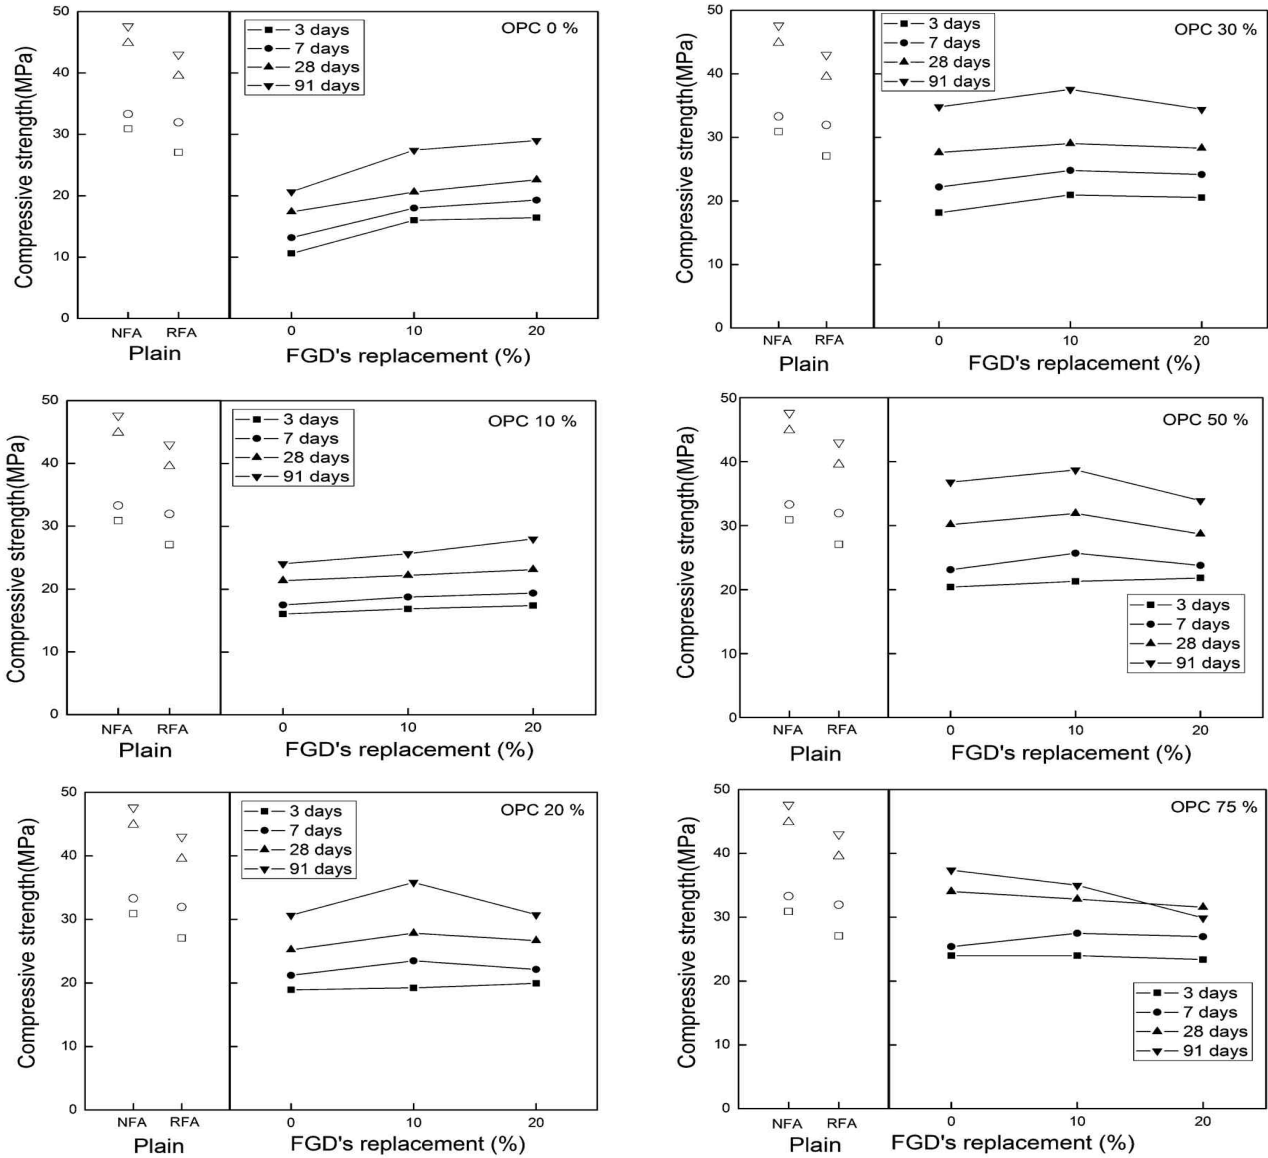 OPC 0 %
3 days
7 days
28 days
91 days
Compressive strength(MPa)
50
40
30
20
10
0
NFA RFA
Plain
0 10 20
FGD's replacement (%)
OPC 30 %
3 days
7 days
28 days
91 days
Compressive strength(MPa)
50
40
30
20
10
0
NFA RFA
Plain
0 10 20
FGD's replacement (%)
OPC 10 %
3 days
7 days
28 days
91 days
Compressive strength(MPa)
50
40
30
20
10
0
NFA RFA
Plain
0 10 20
FGD's replacement (%)
OPC 50 %
3 days
7 days
28 days
91 days
Compressive strength(MPa)
50
40
30
20
10
0
NFA RFA
Plain
0 10 20
FGD's replacement (%)
OPC 20 %
3 days
7 days
28 days
91 days
Compressive strength(MPa)
50
40
30
20
10
0
NFA RFA
Plain
0 10 20
FGD's replacement (%)
OPC 75 %
3 days
7 days
28 days
91 days
Compressive strength(MPa)
50
40
30
20
10
0
NFA RFA
Plain
0 10 20
FGD's replacement (%)